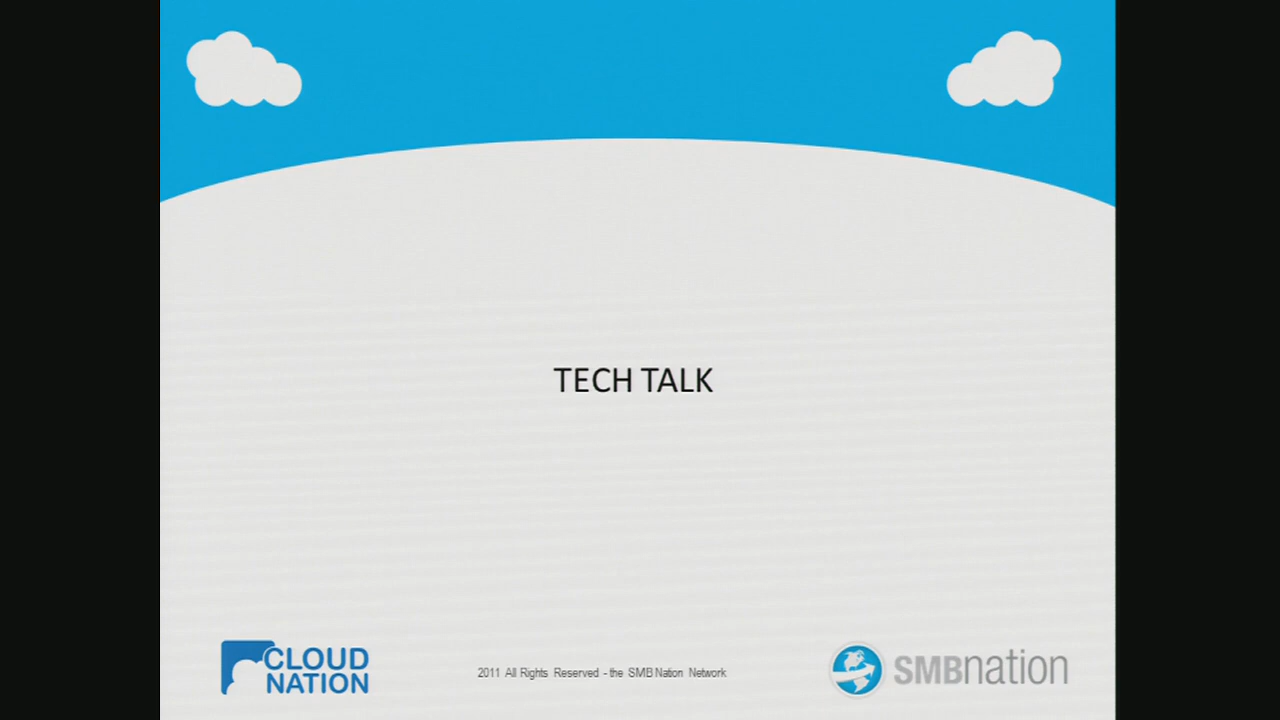 TECH TALK
CLOUD
NATION
2011 All Rights Reserved - the SMB Nation Network
SMBnation